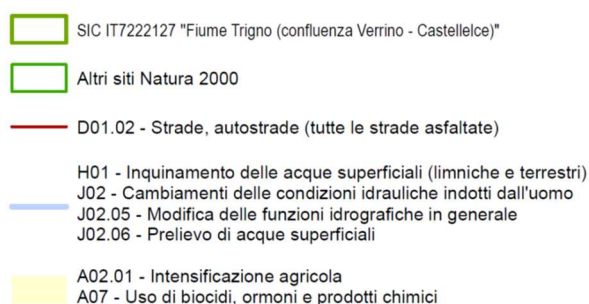 SIC IT7222127 "Fiume Trigno (confluenza Verrino - Castellelce)"
Altri siti Natura 2000
D01.02 - Strade, autostrade (tutte le strade asfaltate)
H01 - Inquinamento delle acque superficiali (limniche e terrestri)
J02 - Cambiamenti delle condizioni idrauliche indotti dall'uomo
J02.05 - Modifica delle funzioni idrografiche in generale
J02.06 - Prelievo di acque superficiali
A02.01 - Intensificazione agricola
A07 - Uso di biocidi, ormoni e prodotti chimici